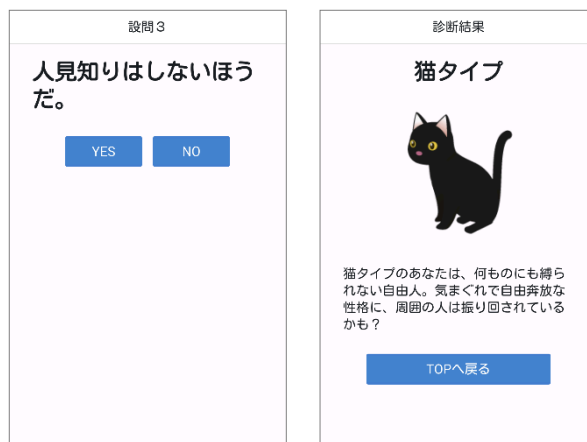 設問３
人見知りはしないほう
だ。
YES
NO
診断結果
猫タイプ
猫タイプのあなたは、何ものにも縛ら
れない自由人。気まぐれで自由奔放な
性格に、周囲の人は振り回されている
かも？
TOPへ戻る